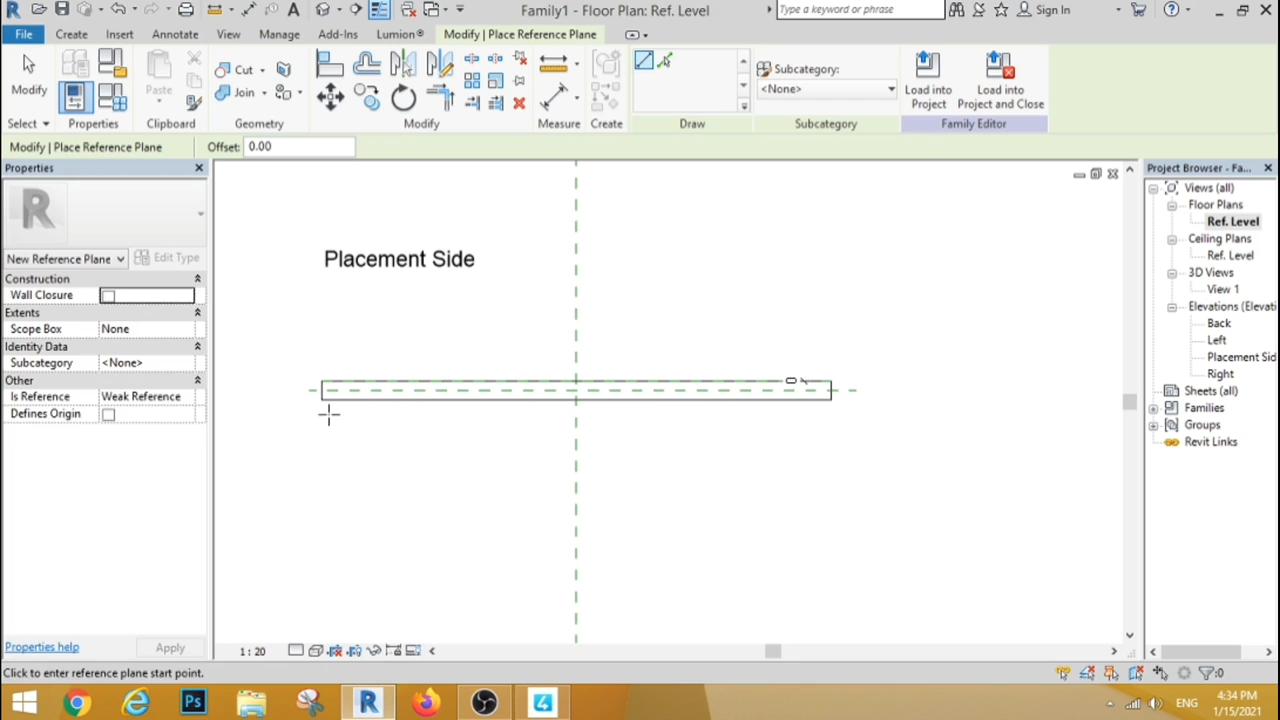 Family1 - Floor Plan: Ref. Level
Type a keyword or phrase
Sign In
File
Create
Insert
Annotate
View
Manage
Add-Ins
Lumion®
Modify | Place Reference Plane
Modify
Paste
Cut
Join
Subcategory:
<None>
Load into
Project
Load into
Project and Close
Select
Properties
Clipboard
Geometry
Modify
Measure
Create
Draw
Subcategory
Family Editor
Modify | Place Reference Plane
Offset: 0.00
Properties
New Reference Plane
Edit Type
Construction
Wall Closure
Extents
Scope Box None
Identity Data
Subcategory <None>
Other
Is Reference Weak Reference
Defines Origin
Properties help
Apply
Placement Side
Project Browser - Fa...
Views (all)
Floor Plans
Ref. Level
Ceiling Plans
Ref. Level
3D Views
View 1
Elevations (Elevati
Back
Left
Placement Sid
Right
Sheets (all)
Families
Groups
Revit Links
1 : 20
Click to enter reference plane start point.
:0
Ps
R
4
ENG
4:34 PM
1/15/2021